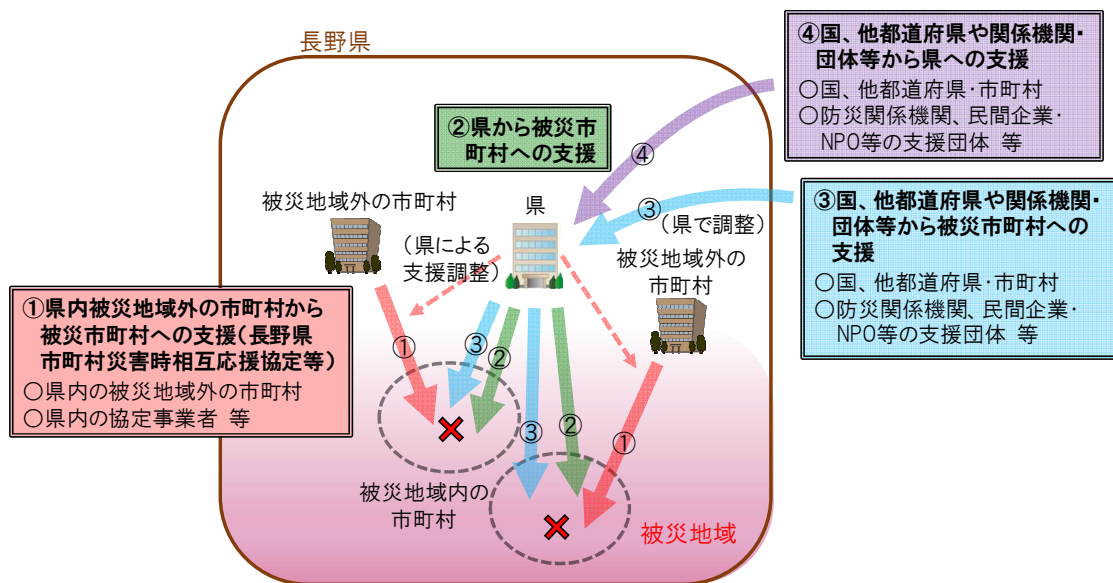 長野県
④国、他都道府県や関係機関・
団体等から県への支援
○国、他都道府県・市町村
○防災関係機関、民間企業・
NPO等の支援団体 等
②県から被災市
町村への支援
④
③国、他都道府県や関係機関・
団体等から被災市町村への
支援
○国、他都道府県・市町村
○防災関係機関、民間企業・
NPO等の支援団体 等
被災地域外の市町村
県
③(県で調整)
(県による
支援調整)
被災地域外の
市町村
①県内被災地域外の市町村から
被災市町村への支援(長野県
市町村災害時相互応援協定等)
○県内の被災地域外の市町村
○県内の協定事業者 等
①
③
②
③
②
①
被災地域内の
市町村
被災地域